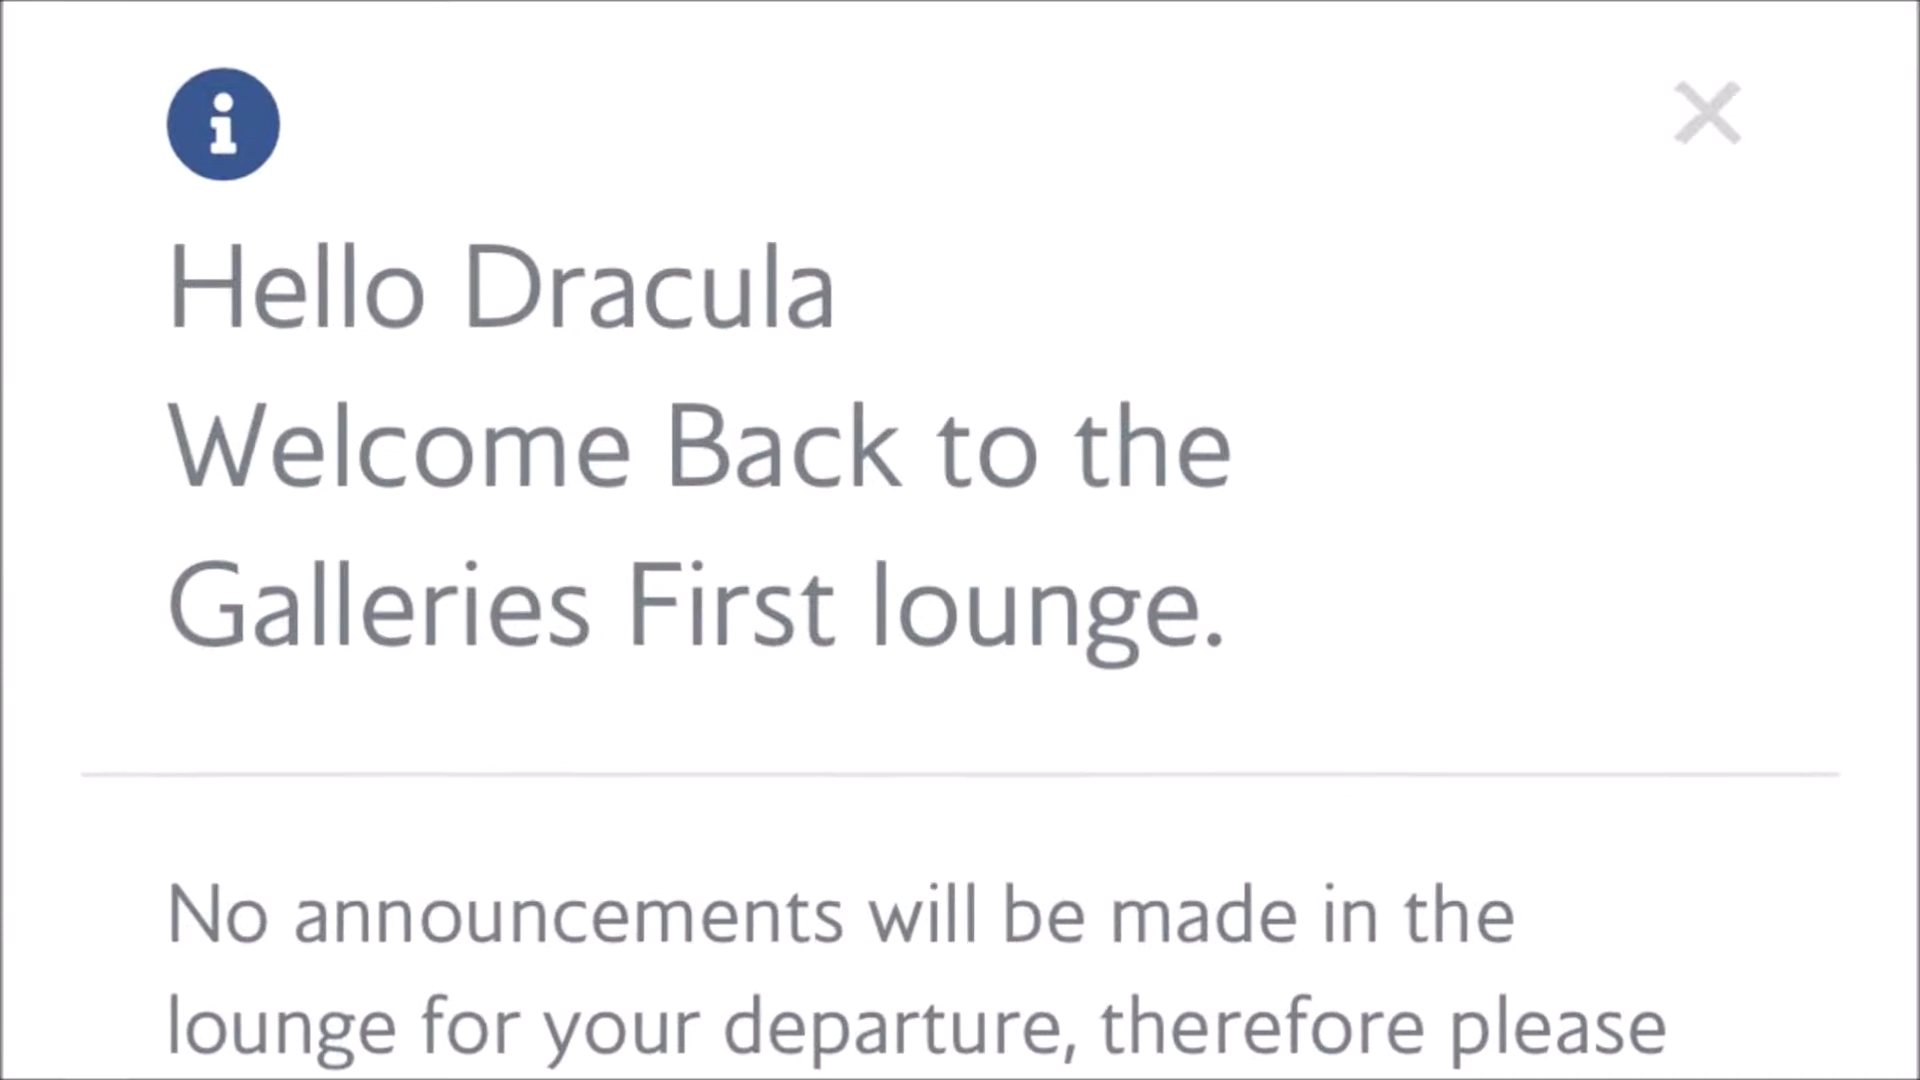 Hello Dracula
Welcome Back to the
Galleries First lounge.
No announcements will be made in the
lounge for your departure, therefore please